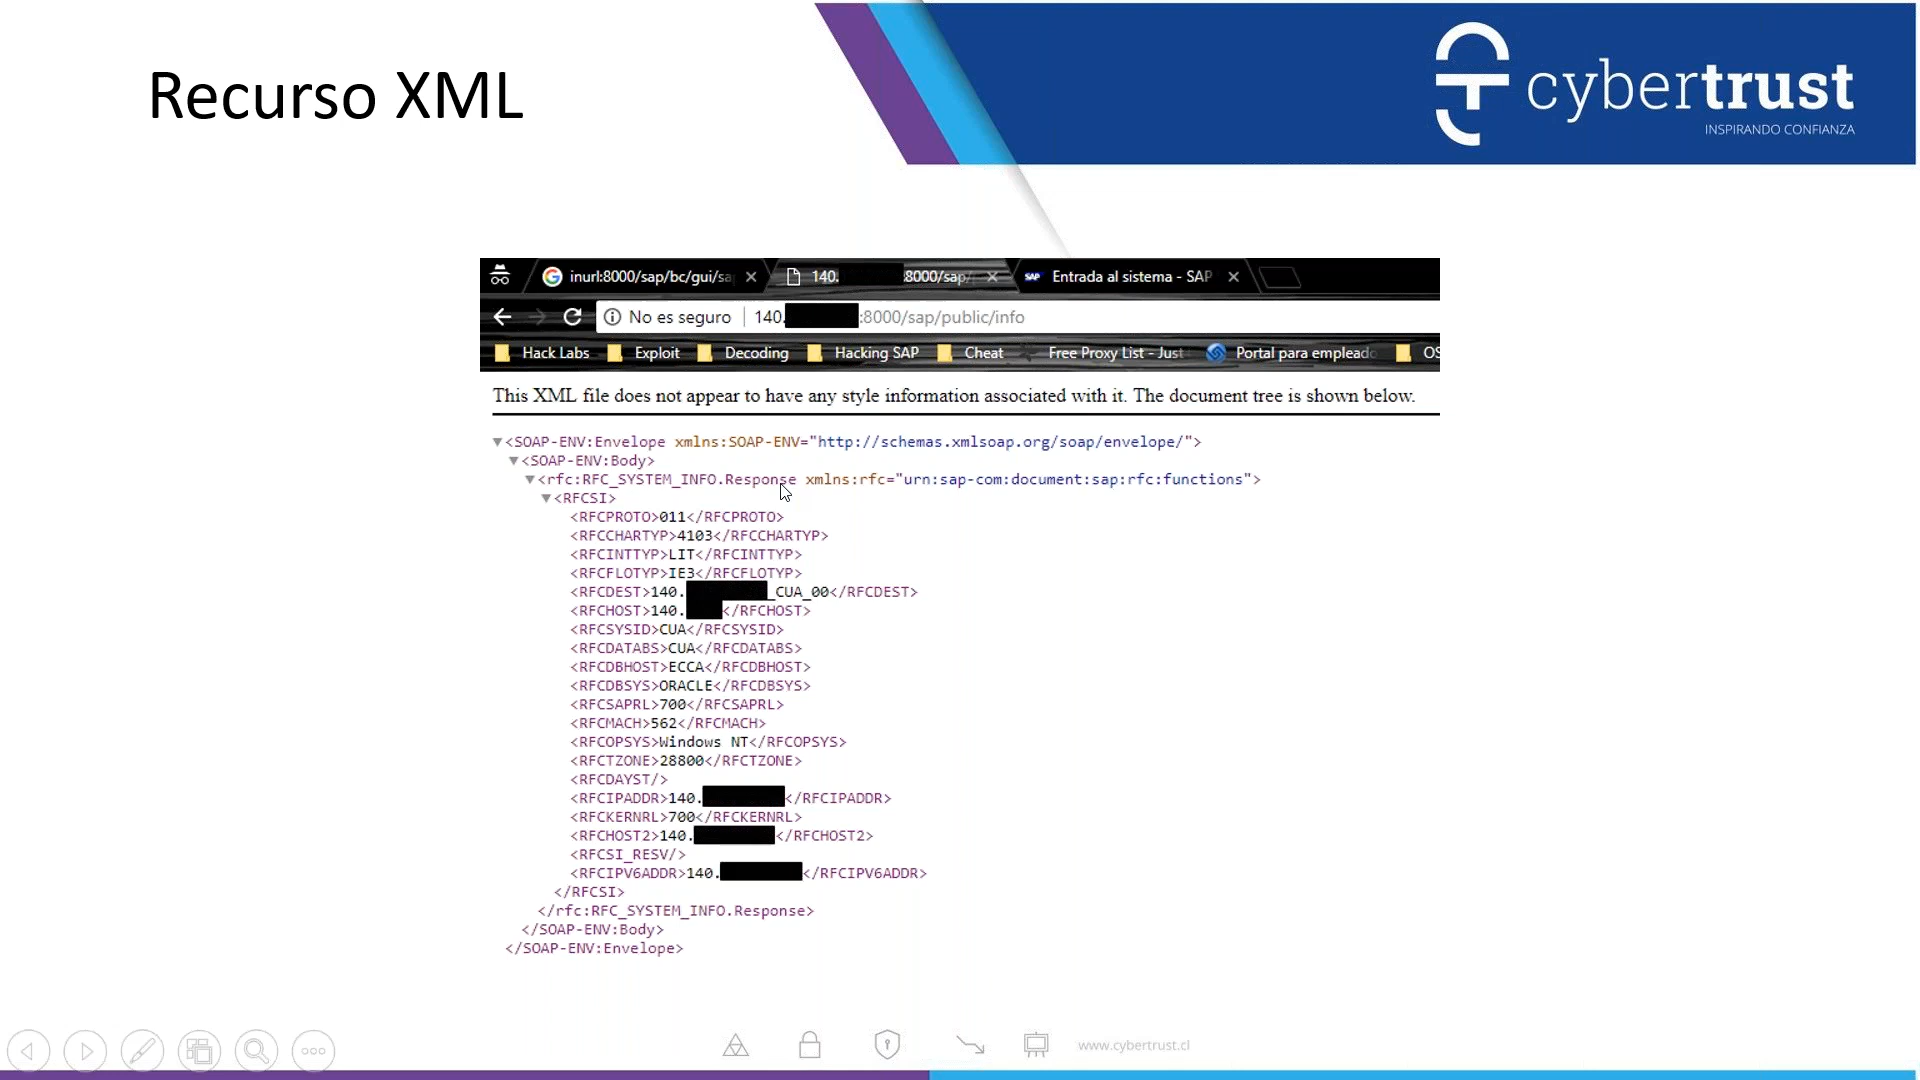 Recurso XML
cybertrust
INSPIRANDO CONFIANZA
inurl:8000/sap/bc/gui/sa
140. 8000/sap/
Entrada al sistema - SAP
No es seguro 140. :8000/sap/public/info
Hack Labs Exploit Decoding Hacking SAP Cheat Free Proxy List - Just Portal para emplead OS
This XML file does not appear to have any style information associated with it. The document tree is shown below.
<SOAP-ENV:Envelope xmlns:SOAP-ENV="http://schemas.xmlsoap.org/soap/envelope/">
<SOAP-ENV:Body>
<rfc:RFC_SYSTEM_INFO.Response xmlns:rfc="urn:sap-com:document:sap:rfc:functions">
<RFCSI>
<RFCPROTO>011</RFCPROTO>
<RFCCHARTYP>4103</RFCCHARTYP>
<RFCINTTYP>LIT</RFCINTTYP>
<RFCFLOTYP>IE3</RFCFLOTYP>
<RFCDEST>140. _CUA_00</RFCDEST>
<RFCHOST>140. </RFCHOST>
<RFCSYSID>CUA</RFCSYSID>
<RFCDATABS>CUA</RFCDATABS>
<RFCDBHOST>ECCA</RFCDBHOST>
<RFCDBSYS>ORACLE</RFCDBSYS>
<RFCSAPRL>700</RFCSAPRL>
<RFCMACH>562</RFCMACH>
<RFCOPSYS>Windows NT</RFCOPSYS>
<RFCTZONE>28800</RFCTZONE>
<RFCDAYST/>
<RFCIPADDR>140. </RFCIPADDR>
<RFCKERNRL>700</RFCKERNRL>
<RFCHOST2>140. </RFCHOST2>
<RFCSI_RESV/>
<RFCIPV6ADDR>140. </RFCIPV6ADDR>
</RFCSI>
</rfc:RFC_SYSTEM_INFO.Response>
</SOAP-ENV:Body>
</SOAP-ENV:Envelope>
www.cybertrust.cl